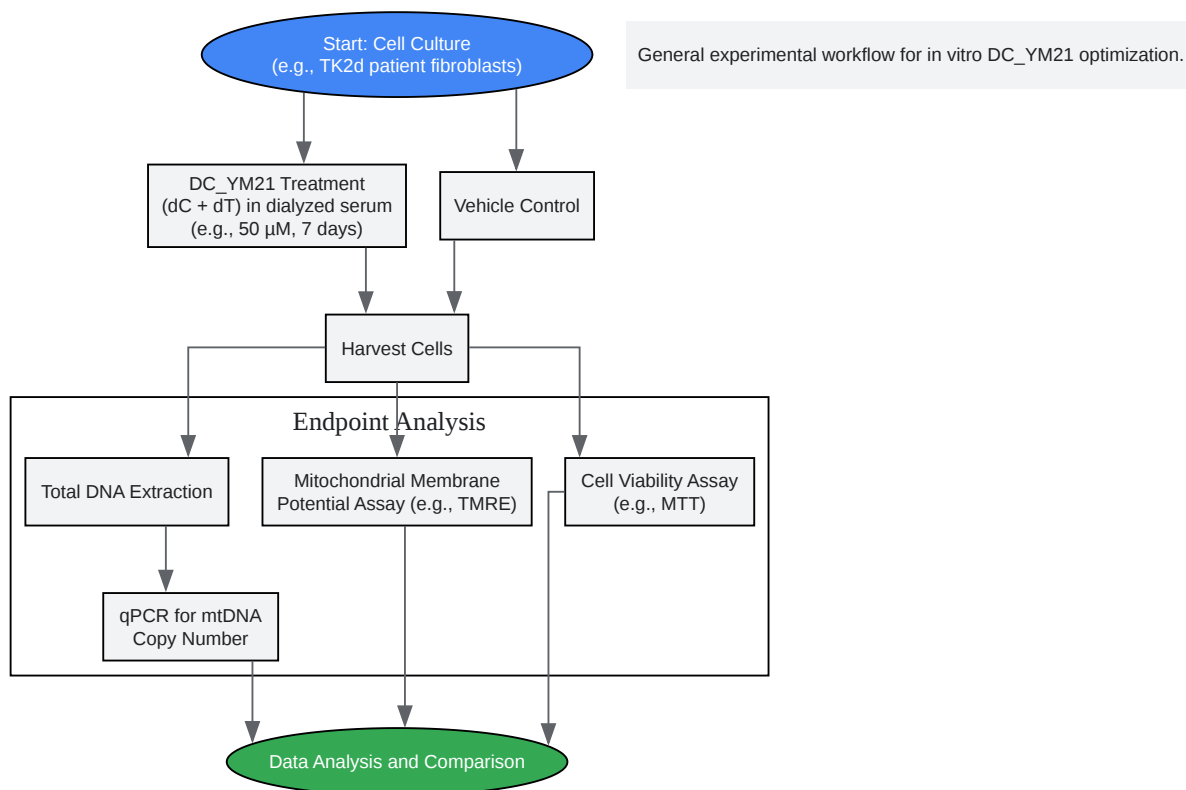 Start: Cell Culture
(e.g., TK2d patient fibroblasts)
General experimental workflow for in vitro DC_YM21 optimization.
DC_YM21 Treatment
(dC + dT) in dialyzed serum
(e.g., 50 µM, 7 days)
Vehicle Control
Harvest Cells
Endpoint Analysis
Total DNA Extraction
Mitochondrial Membrane
Potential Assay (e.g., TMRE)
Cell Viability Assay
(e.g., MTT)
qPCR for mtDNA
Copy Number
Data Analysis and Comparison